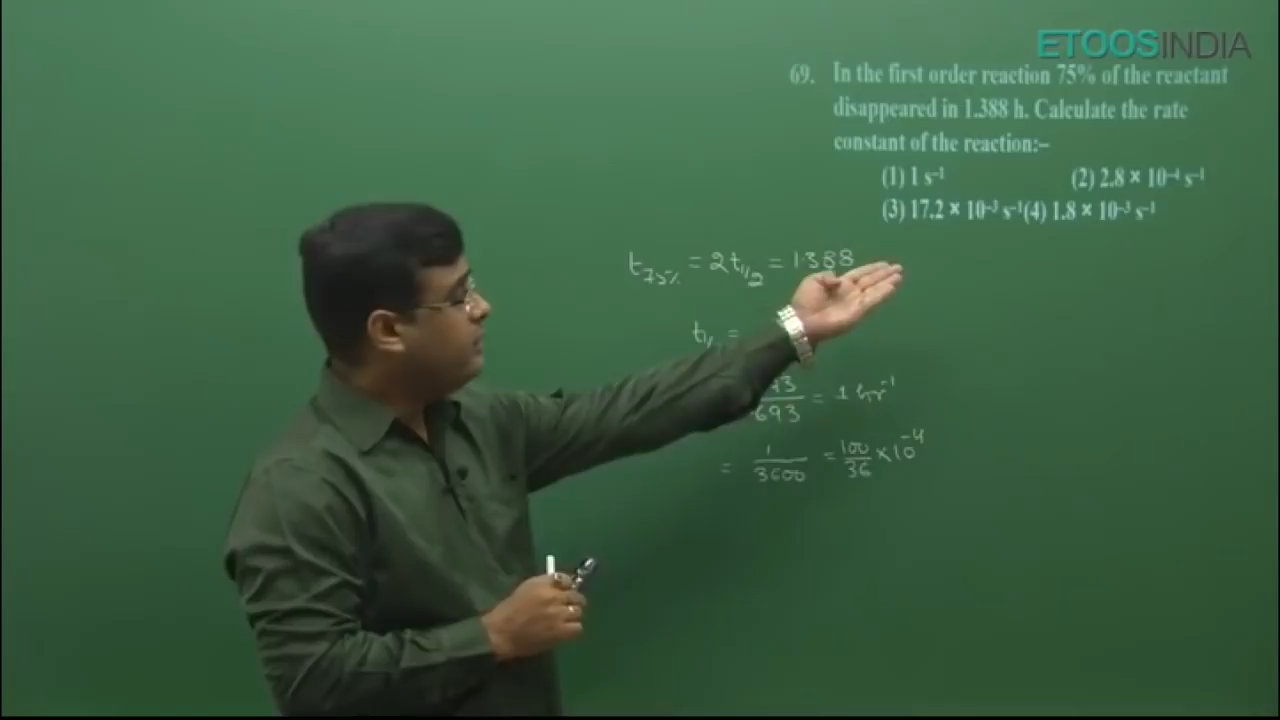 ETOOSINDIA
69. In the first order reaction 75% of the reactant
disappeared in 1.388 h. Calculate the rate
constant of the reaction:–
(1) 1 s⁻¹ (2) 2.8 × 10⁻⁴ s⁻¹
(3) 17.2 × 10⁻³ s⁻¹(4) 1.8 × 10⁻³ s⁻¹
t75% = 2t1/2 = 1.388
t1/ =
93/693 = 1 hr⁻¹
= 1/3600 = 100/36 × 10⁻⁴